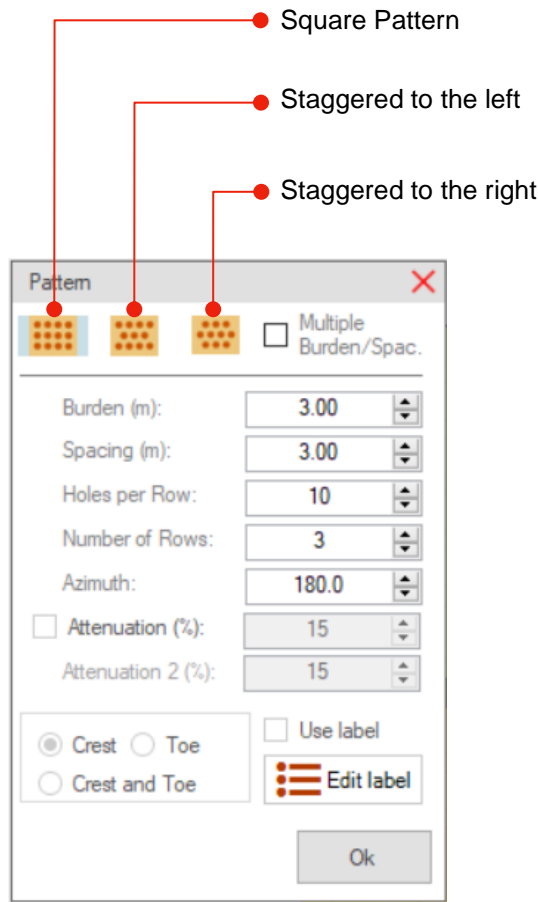 Square Pattern
Staggered to the left
Staggered to the right
Pattern
Multiple
Burden/Spac.
Burden (m): 3.00
Spacing (m): 3.00
Holes per Row: 10
Number of Rows: 3
Azimuth: 180.0
Attenuation (%): 15
Attenuation 2 (%): 15
Crest Toe
Crest and Toe
Use label
Edit label
Ok